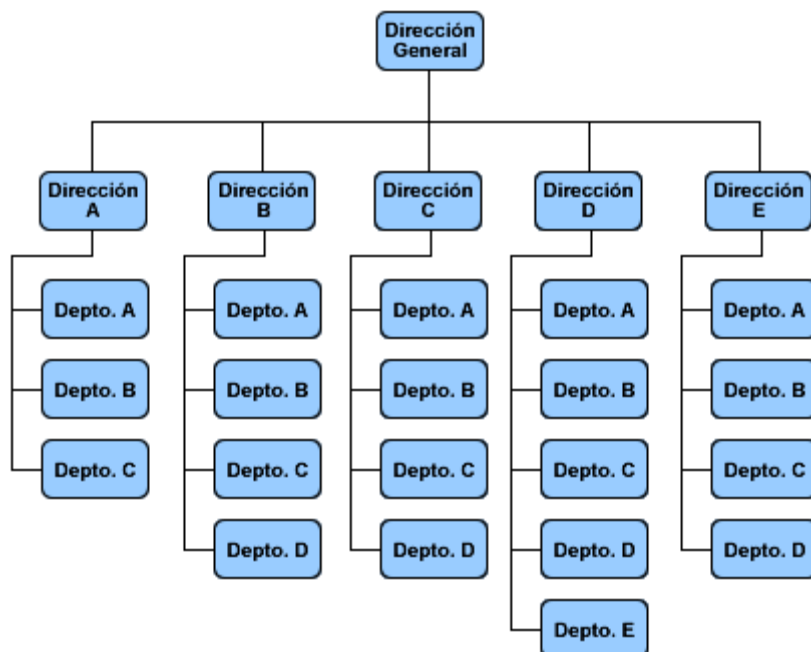 Dirección
General
Dirección
A
Dirección
B
Dirección
C
Dirección
D
Dirección
E
Depto. A
Depto. A
Depto. A
Depto. A
Depto. A
Depto. B
Depto. B
Depto. B
Depto. B
Depto. B
Depto. C
Depto. C
Depto. C
Depto. C
Depto. C
Depto. D
Depto. D
Depto. D
Depto. D
Depto. E